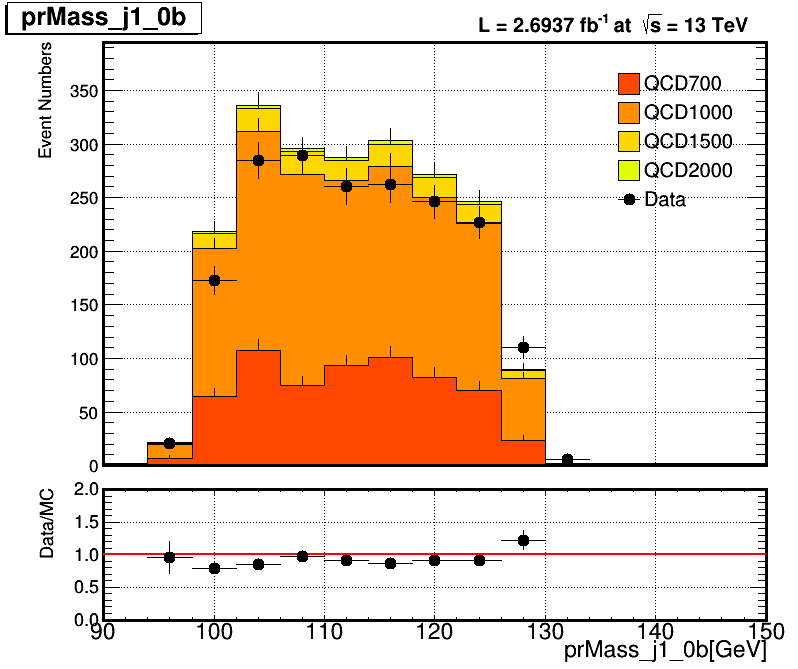 prMass_j1_0b
L = 2.6937 fb-1 at √s = 13 TeV
Event Numbers
350
300
250
200
150
100
50
0
QCD700
QCD1000
QCD1500
QCD2000
Data
Data/MC
2.0
1.5
1.0
0.5
0.0
90 100 110 120 130 140 150
prMass_j1_0b[GeV]